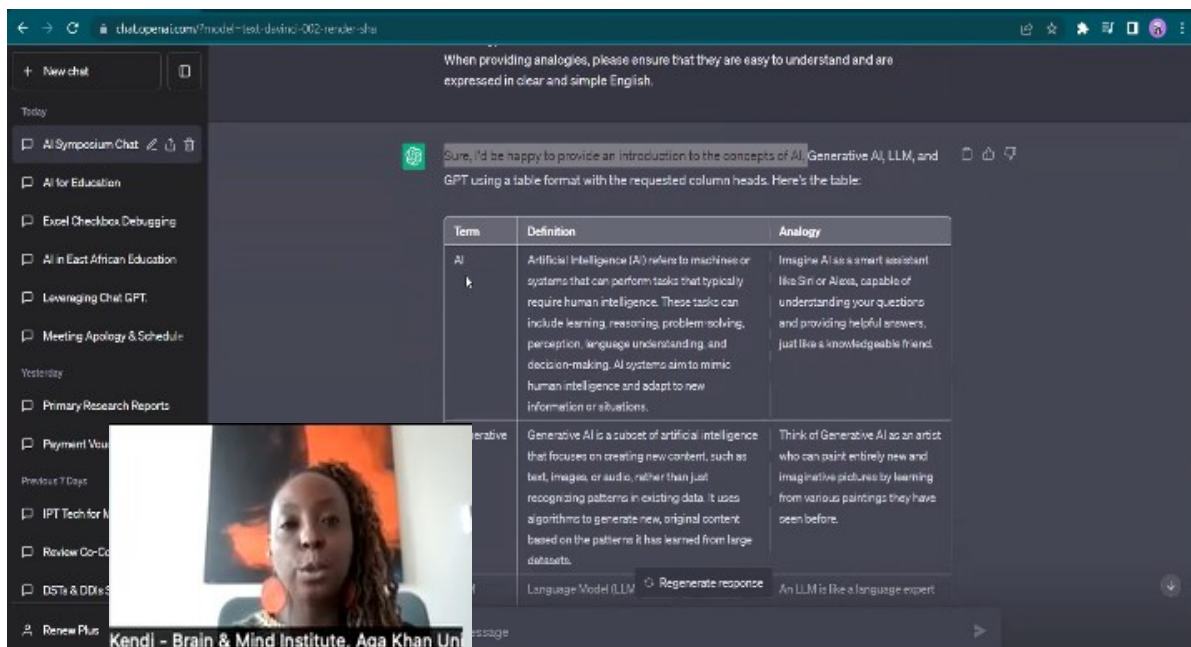 chat.openai.com/?model=text-davinci-002-render-sha
+ New chat
Today
AI Symposium Chat
AI for Education
Excel Checkbox Debugging
AI in East African Education
Leveraging Chat GPT.
Meeting Apology & Schedule
Yesterday
Primary Research Reports
Payment Vou
Previous 7 Days
IPT Tech for M
Review Co-Co
DSTs & DDIs S
Renew Plus
When providing analogies, please ensure that they are easy to understand and are
expressed in clear and simple English.
Sure, I'd be happy to provide an introduction to the concepts of AI, Generative AI, LLM, and
GPT using a table format with the requested column heads. Here's the table:
Term Definition Analogy
AI
Artificial Intelligence (AI) refers to machines or
systems that can perform tasks that typically
require human intelligence. These tasks can
include learning, reasoning, problem-solving,
perception, language understanding, and
decision-making. AI systems aim to mimic
human intelligence and adapt to new
information or situations.
Imagine AI as a smart assistant
like Siri or Alexa, capable of
understanding your questions
and providing helpful answers,
just like a knowledgeable friend.
erative
Generative AI is a subset of artificial intelligence
that focuses on creating new content, such as
text, images, or audio, rather than just
recognizing patterns in existing data. It uses
algorithms to generate new, original content
based on the patterns it has learned from large
datasets.
Think of Generative AI as an artist
who can paint entirely new and
imaginative pictures by learning
from various paintings they have
seen before.
Language Model (LLM
An LLM is like a language expert
Regenerate response
essage
Kendi - Brain & Mind Institute, Aga Khan Uni